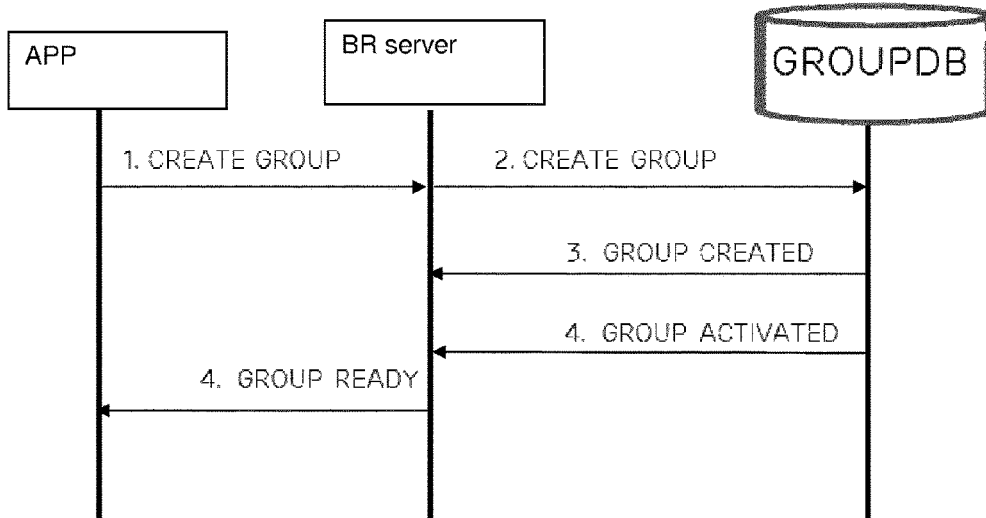 APP
BR server
GROUPDB
1. CREATE GROUP
2. CREATE GROUP
3. GROUP CREATED
4. GROUP ACTIVATED
4. GROUP READY